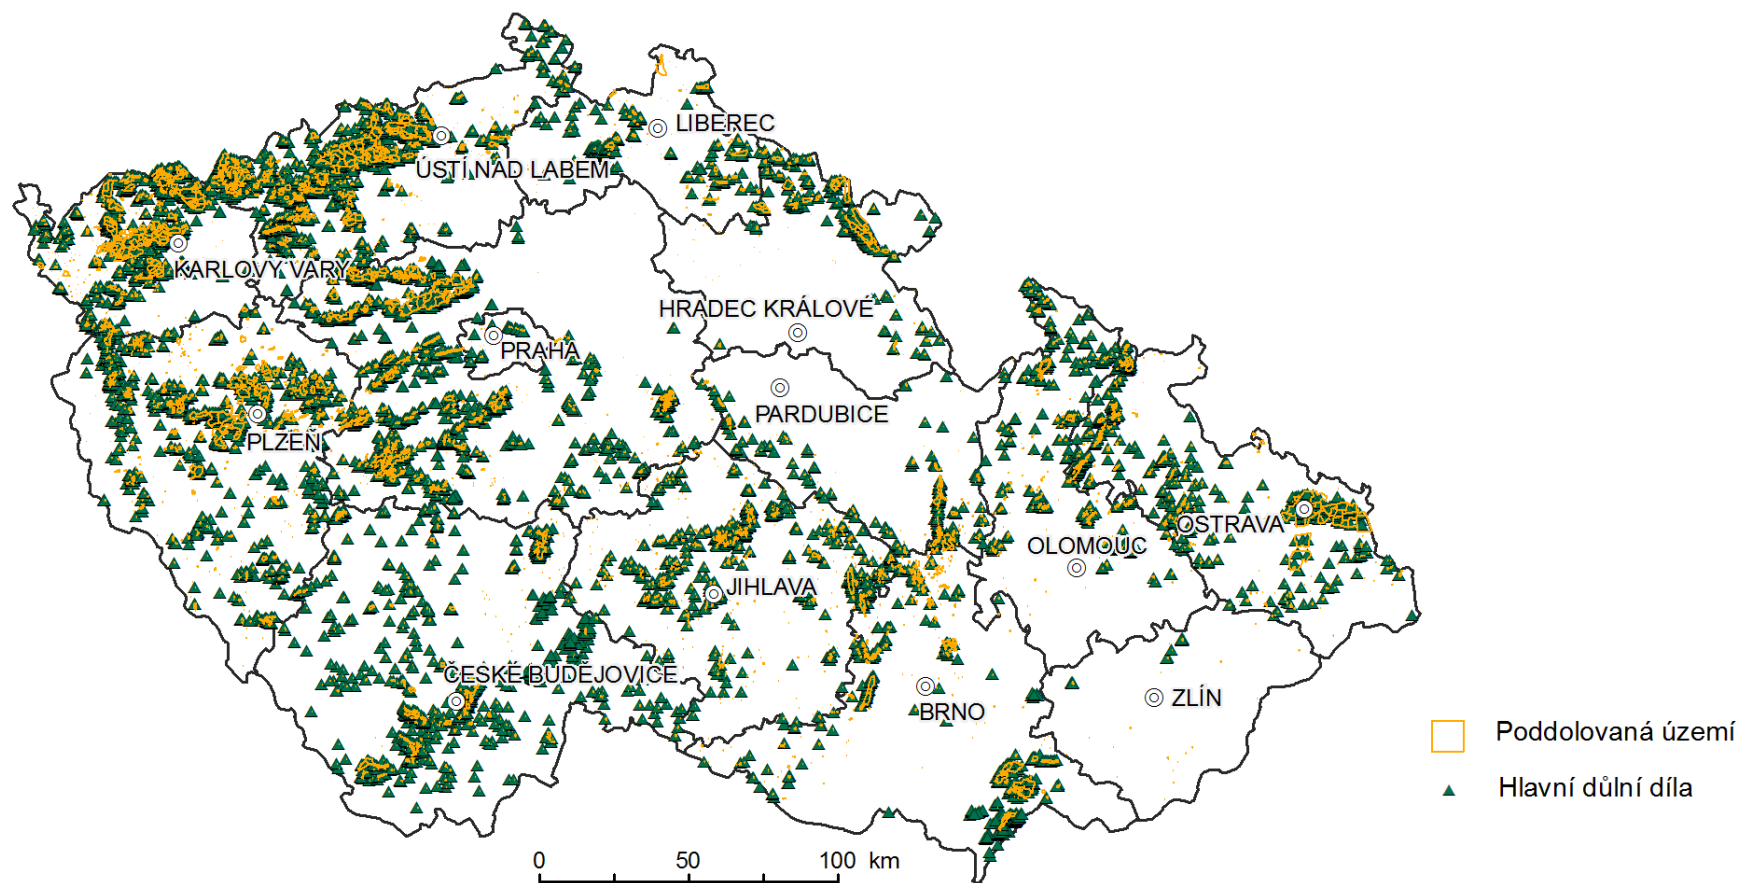 LIBEREC
ÚSTÍ NAD LABEM
KARLOVY VARY
HRADEC KRÁLOVÉ
PRAHA
PARDUBICE
PLZEŇ
OSTRAVA
OLOMOUC
JIHLAVA
ČESKÉ BUDĚJOVICE
ZLÍN
BRNO
Poddolovaná území
Hlavní důlní díla
0 50 100 km